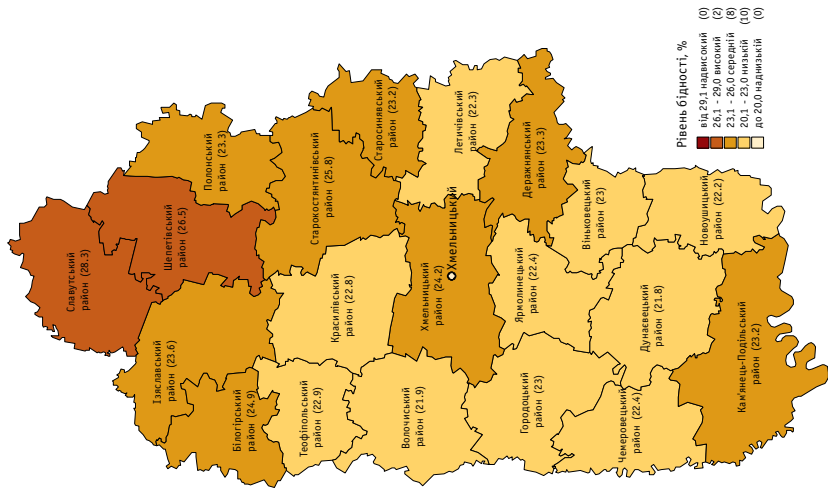 Славутський
район (28.3)
Шепетівський
район (26.5)
Полонський
район (23.3)
Ізяславський
район (23.6)
Білогірський
район (24.9)
Старокостянтинівський
район (25.8)
Старосинявський
район (23.2)
Теофіпольський
район (22.9)
Красилівський
район (22.8)
Летичівський
район (22.3)
Волочиський
район (21.9)
Хмельницький
район (24.2)
Хмельницький
Деражнянський
район (23.3)
Городоцький
район (23)
Ярмолинецький
район (22.4)
Віньковецький
район (23)
Чемеровецький
район (22.4)
Дунаєвецький
район (21.8)
Новоушицький
район (22.2)
Кам'янець-Подільський
район (23.2)
Рівень бідності, %
від 29,1 надвисокий (0)
26,1 - 29,0 високий (2)
23,1 - 26,0 середній (8)
20,1 - 23,0 низькій (10)
до 20,0 наднизькій (0)